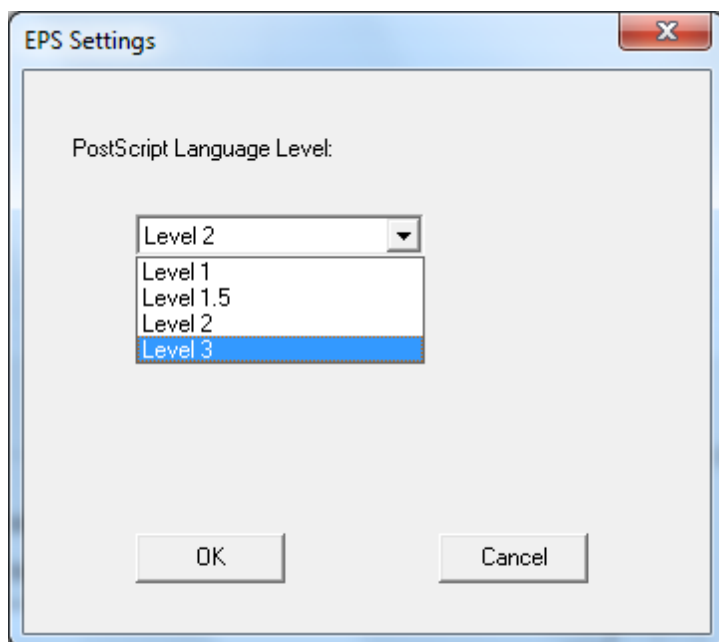 EPS Settings
PostScript Language Level:
Level 2
Level 1
Level 1.5
Level 2
Level 3
OK
Cancel